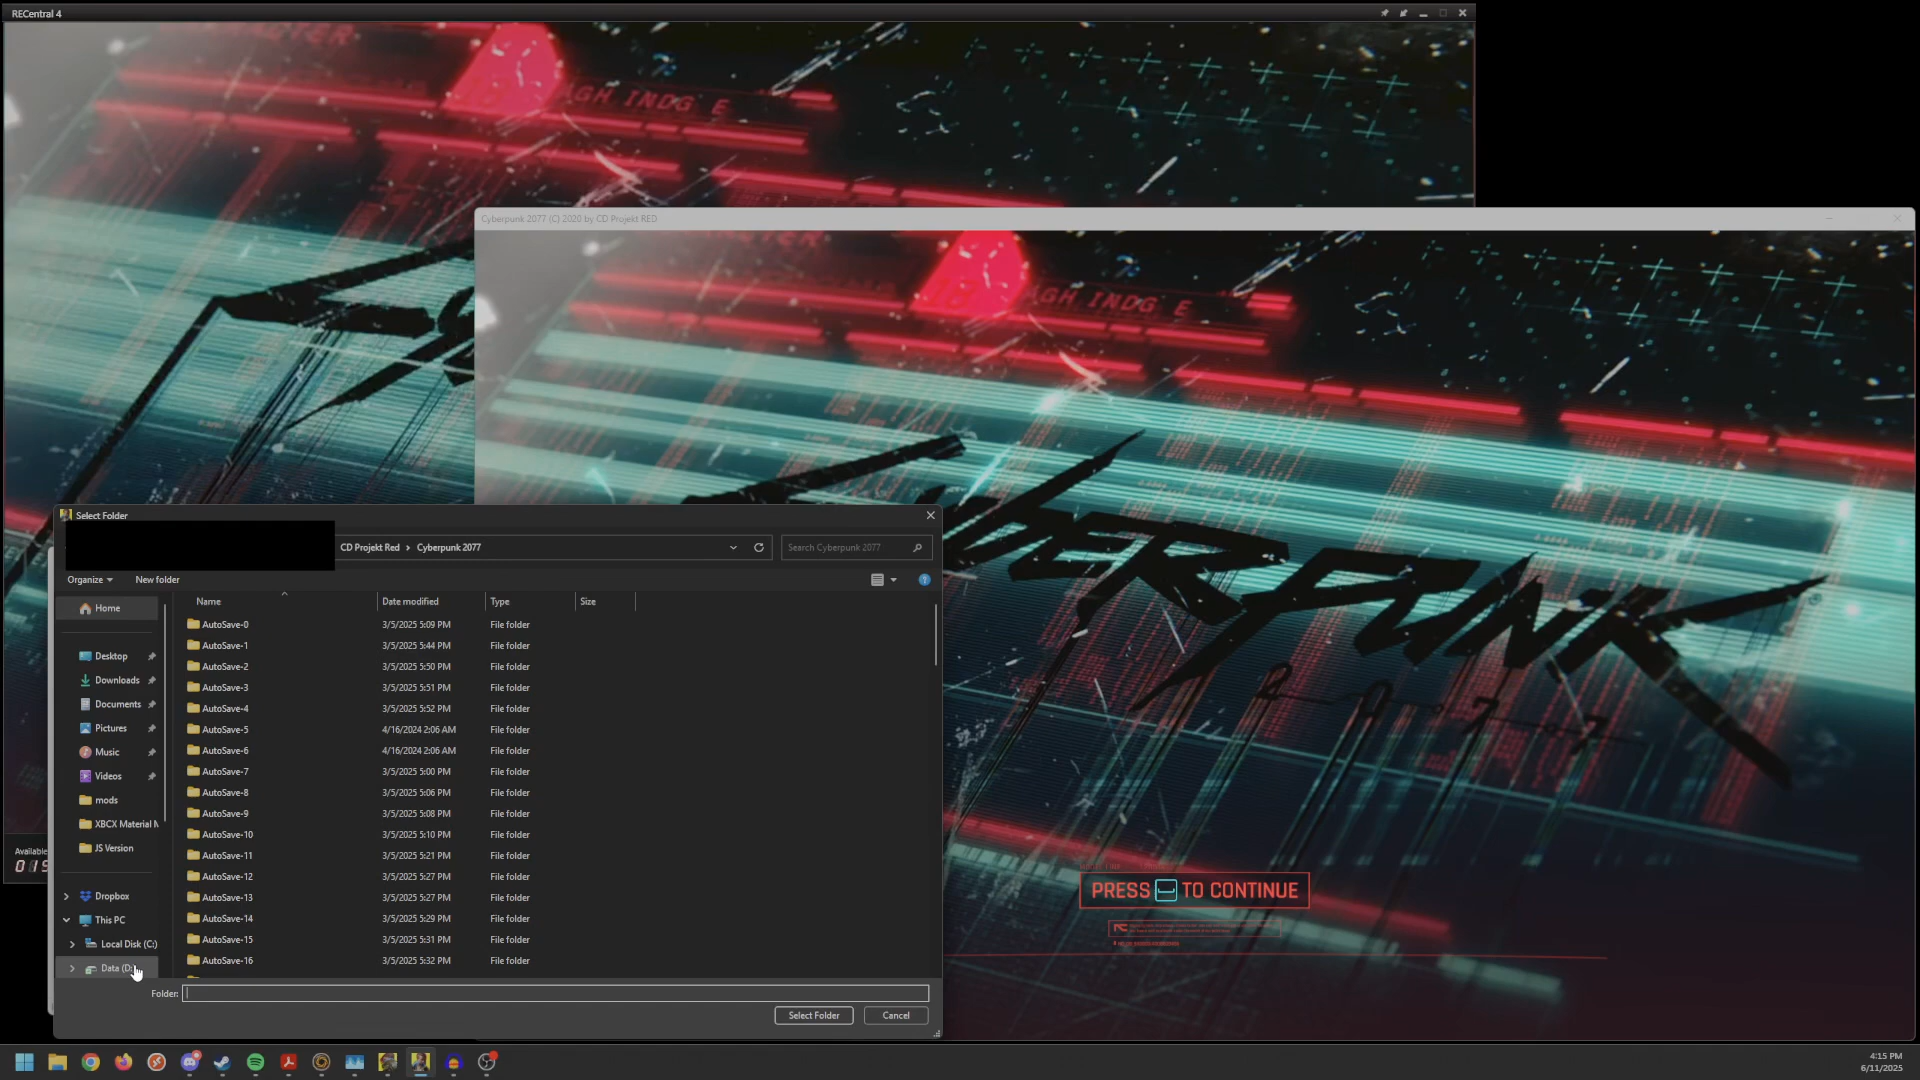 RECentral 4
AGH INDG E
Cyberpunk 2077 (C) 2020 by CD Projekt RED
AGH INDG E
CYBERPUNK
2077
Select Folder
CD Projekt Red > Cyberpunk 2077
Search Cyberpunk 2077
Organize
New folder
Name
Date modified
Type
Size
Home
Desktop
Downloads
Documents
Pictures
Music
Videos
mods
XBCX Material
JS Version
Dropbox
This PC
Local Disk (C:)
Data (D:)
AutoSave-0 3/5/2025 5:09 PM File folder
AutoSave-1 3/5/2025 5:44 PM File folder
AutoSave-2 3/5/2025 5:50 PM File folder
AutoSave-3 3/5/2025 5:51 PM File folder
AutoSave-4 3/5/2025 5:52 PM File folder
AutoSave-5 4/16/2024 2:06 AM File folder
AutoSave-6 4/16/2024 2:06 AM File folder
AutoSave-7 3/5/2025 5:00 PM File folder
AutoSave-8 3/5/2025 5:06 PM File folder
AutoSave-9 3/5/2025 5:08 PM File folder
AutoSave-10 3/5/2025 5:10 PM File folder
AutoSave-11 3/5/2025 5:21 PM File folder
AutoSave-12 3/5/2025 5:27 PM File folder
AutoSave-13 3/5/2025 5:27 PM File folder
AutoSave-14 3/5/2025 5:29 PM File folder
AutoSave-15 3/5/2025 5:31 PM File folder
AutoSave-16 3/5/2025 5:32 PM File folder
Available
Folder:
Select Folder
Cancel
PRESS TO CONTINUE
4:15 PM
6/11/2025